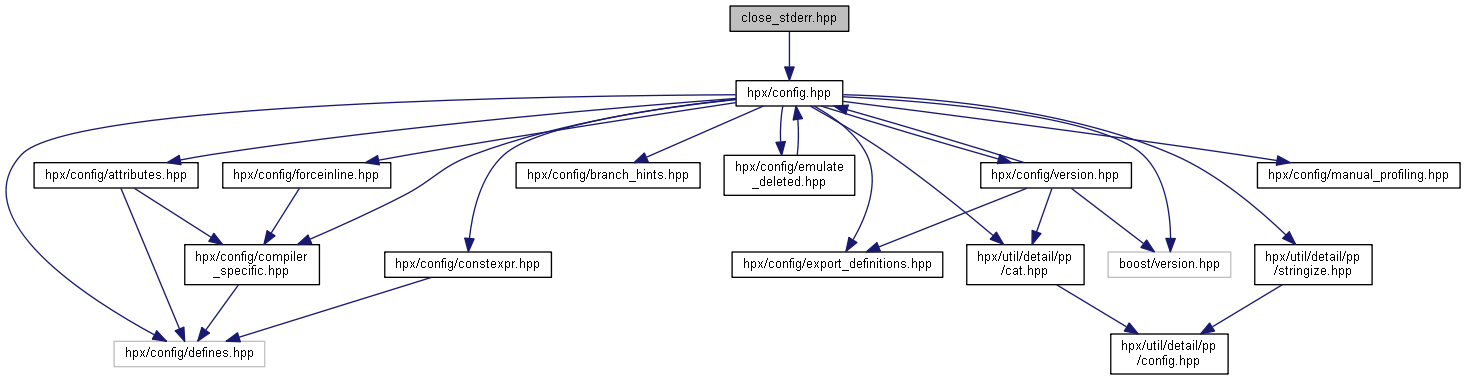 close_stderr.hpp
hpx/config.hpp
hpx/config/attributes.hpp
hpx/config/forceinline.hpp
hpx/config/branch_hints.hpp
hpx/config/emulate
_deleted.hpp
hpx/config/version.hpp
hpx/config/manual_profiling.hpp
hpx/config/compiler
_specific.hpp
hpx/config/constexpr.hpp
hpx/config/export_definitions.hpp
hpx/util/detail/pp
/cat.hpp
boost/version.hpp
hpx/util/detail/pp
/stringize.hpp
hpx/config/defines.hpp
hpx/util/detail/pp
/config.hpp